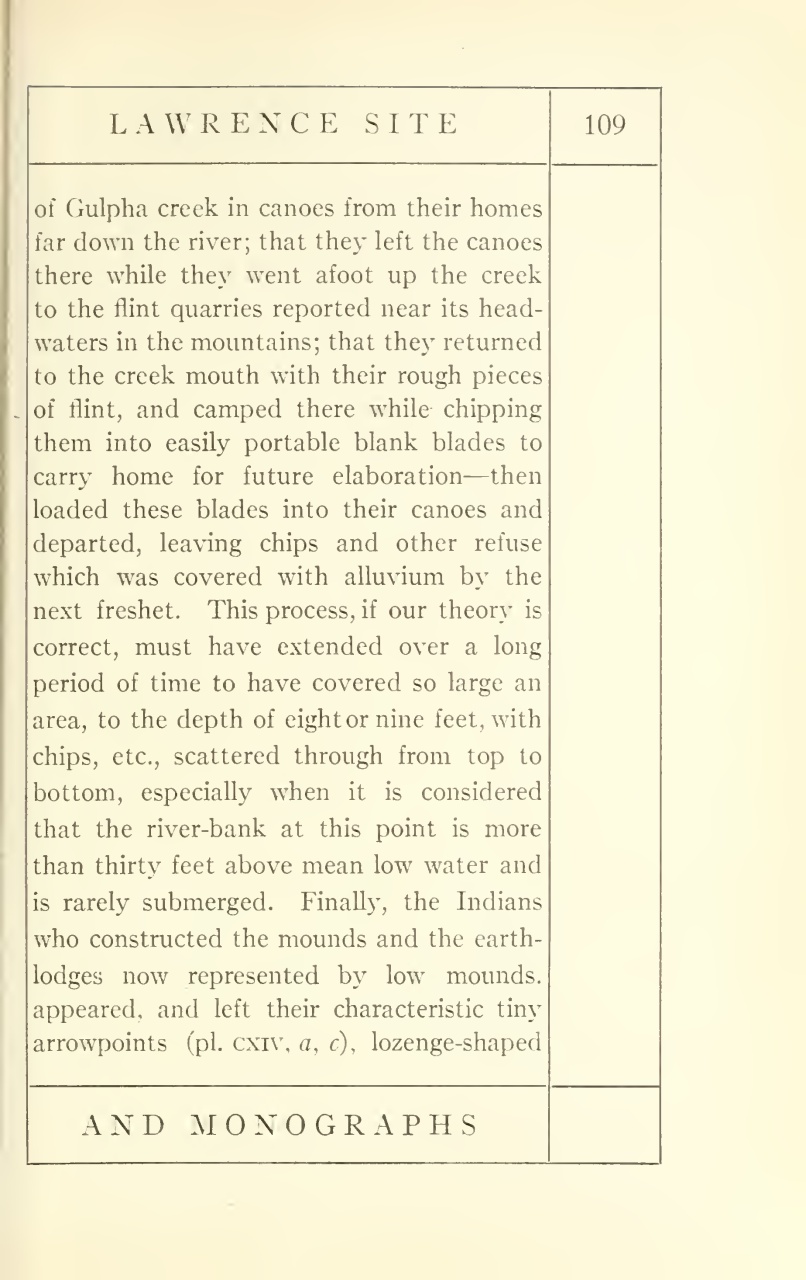 LAWRENCE SITE 109
of Gulpha creek in canoes from their homes
far down the river; that they left the canoes
there while they went afoot up the creek
to the flint quarries reported near its head-
waters in the mountains; that they returned
to the creek mouth with their rough pieces
of flint, and camped there while chipping
them into easily portable blank blades to
carry home for future elaboration—then
loaded these blades into their canoes and
departed, leaving chips and other refuse
which was covered with alluvium by the
next freshet. This process, if our theory is
correct, must have extended over a long
period of time to have covered so large an
area, to the depth of eight or nine feet, with
chips, etc., scattered through from top to
bottom, especially when it is considered
that the river-bank at this point is more
than thirty feet above mean low water and
is rarely submerged. Finally, the Indians
who constructed the mounds and the earth-
lodges now represented by low mounds.
appeared, and left their characteristic tiny
arrowpoints (pl. CXIV, a, c), lozenge-shaped
AND MONOGRAPHS